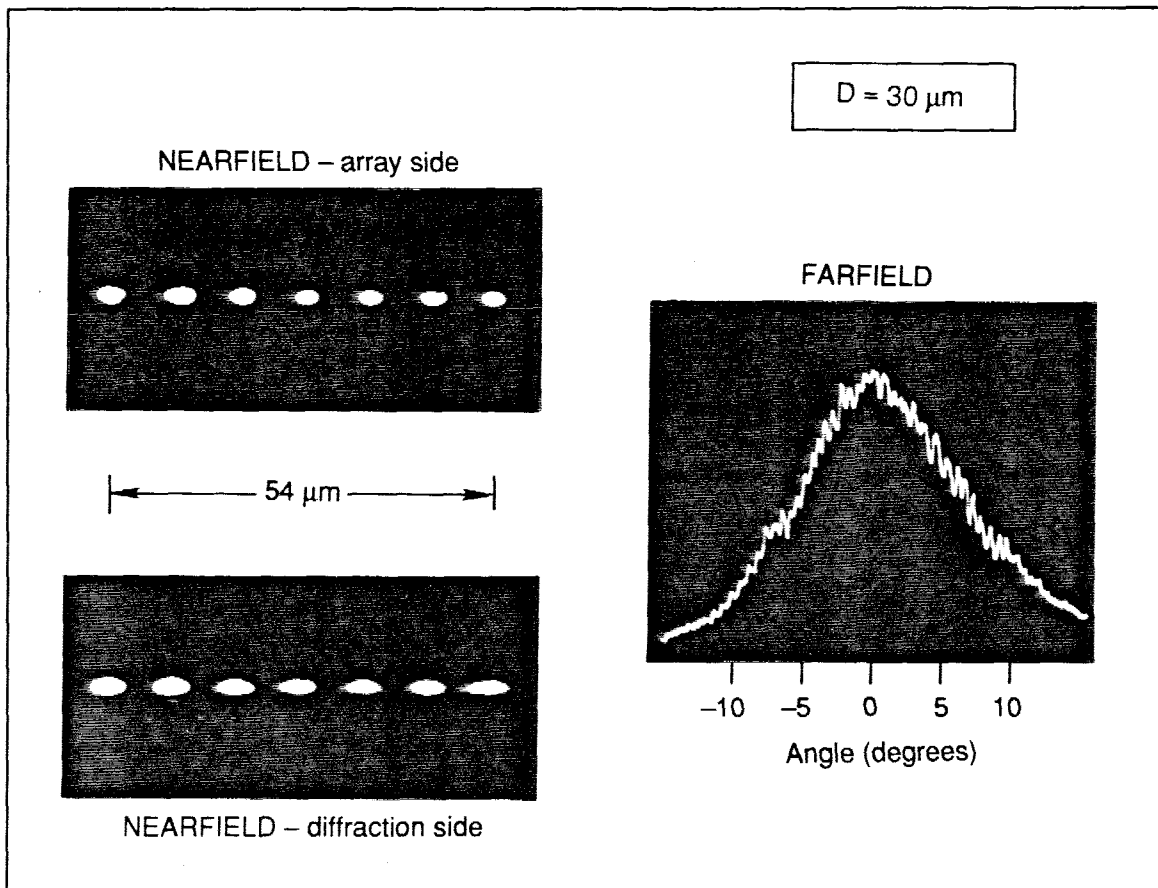 D = 30 μm
NEARFIELD – array side
54 μm
NEARFIELD – diffraction side
FARFIELD
–10 –5 0 5 10
Angle (degrees)